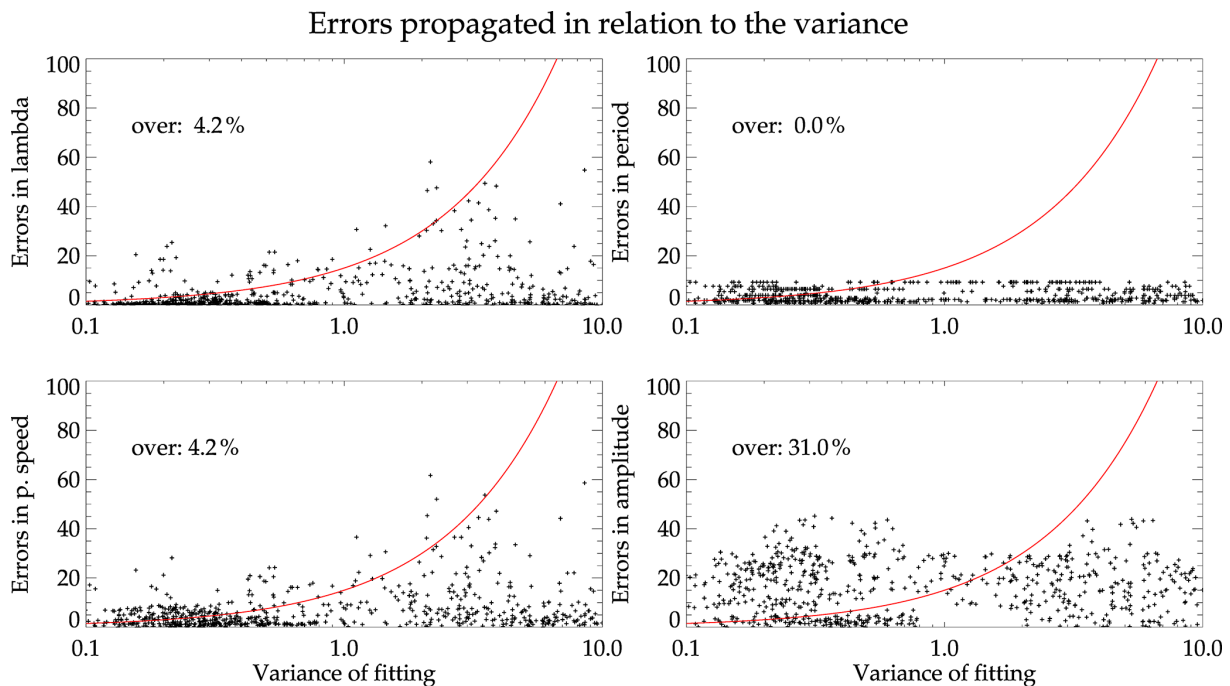 Errors propagated in relation to the variance
100
80
60
40
20
0
Errors in lambda
over: 4.2%
0.1 1.0 10.0
100
80
60
40
20
0
Errors in period
over: 0.0%
0.1 1.0 10.0
100
80
60
40
20
0
Errors in p. speed
over: 4.2%
0.1 1.0 10.0
Variance of fitting
100
80
60
40
20
0
Errors in amplitude
over: 31.0%
0.1 1.0 10.0
Variance of fitting